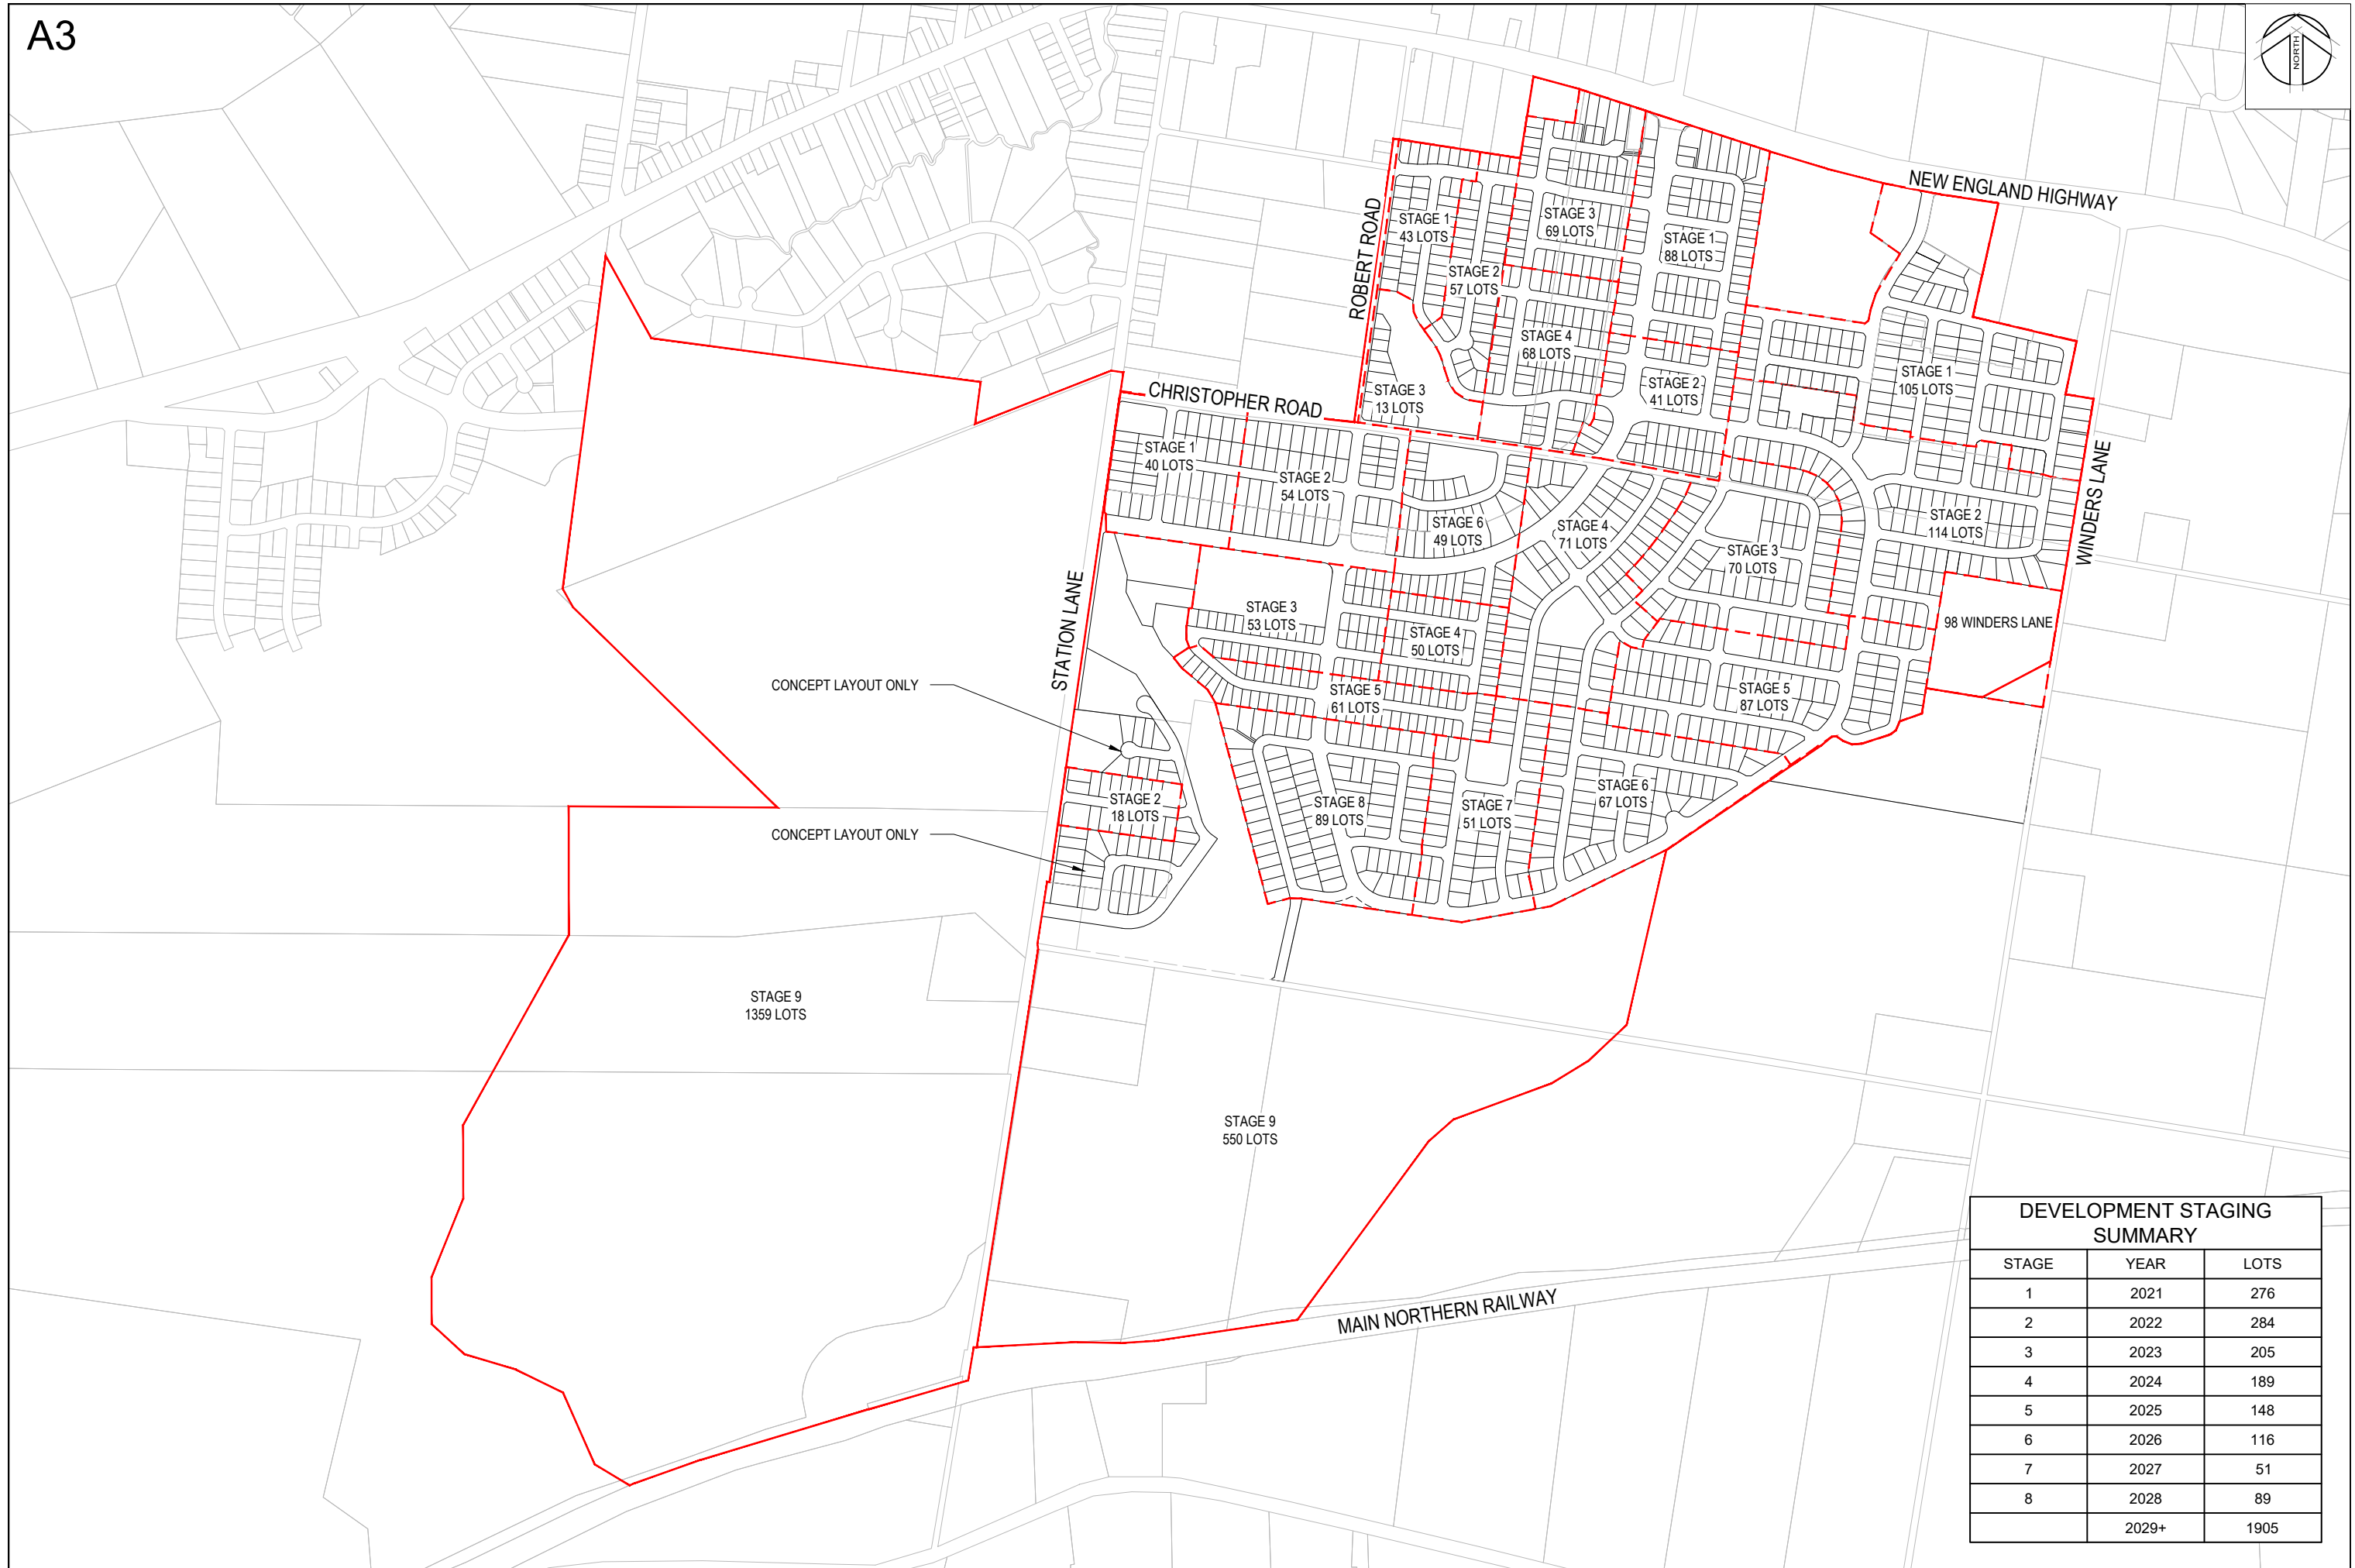 A3
NORTH
NEW ENGLAND HIGHWAY
ROBERT ROAD
STAGE 1
43 LOTS
STAGE 3
69 LOTS
STAGE 1
88 LOTS
STAGE 2
57 LOTS
STAGE 4
68 LOTS
STAGE 3
13 LOTS
STAGE 2
41 LOTS
STAGE 1
105 LOTS
CHRISTOPHER ROAD
STAGE 1
40 LOTS
STAGE 2
54 LOTS
STAGE 6
49 LOTS
STAGE 4
71 LOTS
STAGE 3
70 LOTS
STAGE 2
114 LOTS
WINDERS LANE
STATION LANE
STAGE 3
53 LOTS
STAGE 4
50 LOTS
98 WINDERS LANE
CONCEPT LAYOUT ONLY
STAGE 5
61 LOTS
STAGE 5
87 LOTS
STAGE 2
18 LOTS
STAGE 8
89 LOTS
STAGE 7
51 LOTS
STAGE 6
67 LOTS
CONCEPT LAYOUT ONLY
STAGE 9
1359 LOTS
STAGE 9
550 LOTS
MAIN NORTHERN RAILWAY
DEVELOPMENT STAGING
SUMMARY
STAGE YEAR LOTS
1 2021 276
2 2022 284
3 2023 205
4 2024 189
5 2025 148
6 2026 116
7 2027 51
8 2028 89
2029+ 1905